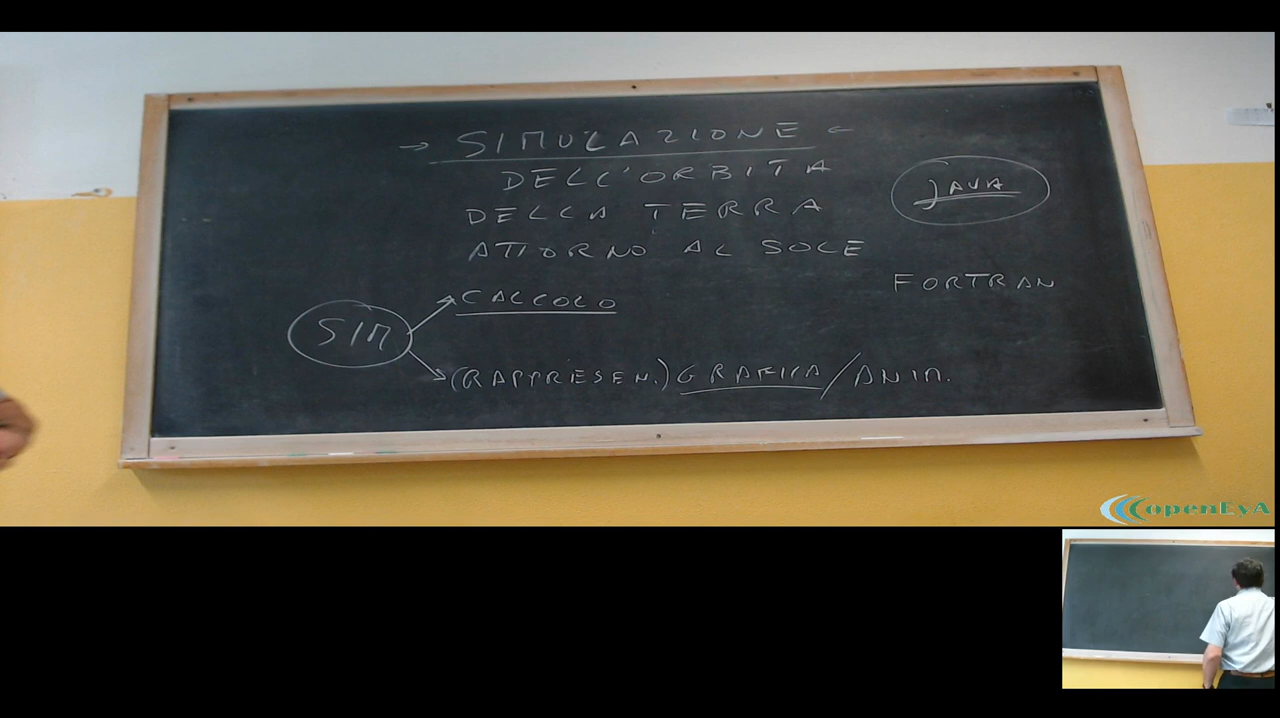 → SIMULAZIONE ←
DELL'ORBITA
DELLA TERRA
ATTORNO AL SOLE
JAVA
FORTRAN
SIM
CALCOLO
(RAPPRESEN.) GRAFICA/ANIM.
openEyA